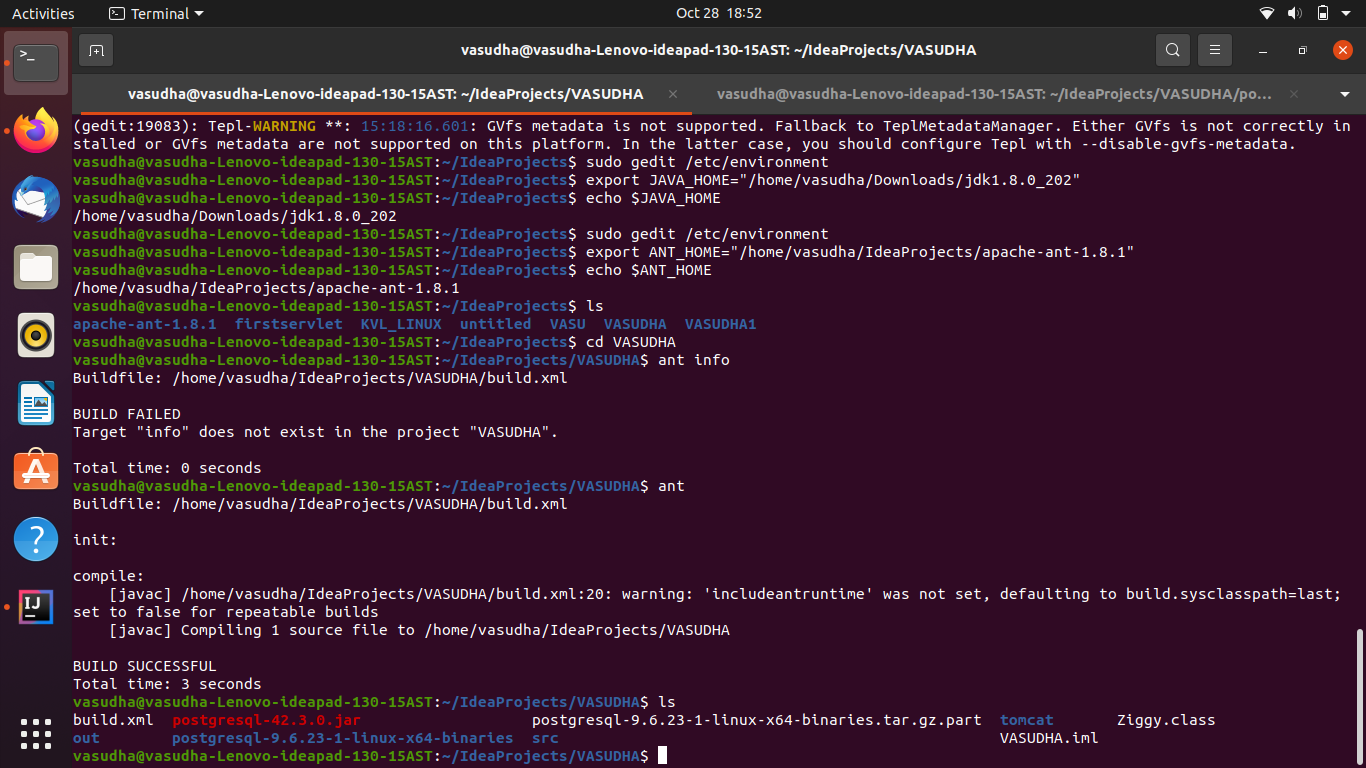 Activities
Terminal
Oct 28 18:52
vasudha@vasudha-Lenovo-ideapad-130-15AST: ~/IdeaProjects/VASUDHA
vasudha@vasudha-Lenovo-ideapad-130-15AST: ~/IdeaProjects/VASUDHA
vasudha@vasudha-Lenovo-ideapad-130-15AST: ~/IdeaProjects/VASUDHA/po...
(gedit:19083): Tepl-WARNING **: 15:18:16.601: GVfs metadata is not supported. Fallback to TeplMetadataManager. Either GVfs is not correctly in
stalled or GVfs metadata are not supported on this platform. In the latter case, you should configure Tepl with --disable-gvfs-metadata.
vasudha@vasudha-Lenovo-ideapad-130-15AST:~/IdeaProjects$ sudo gedit /etc/environment
vasudha@vasudha-Lenovo-ideapad-130-15AST:~/IdeaProjects$ export JAVA_HOME="/home/vasudha/Downloads/jdk1.8.0_202"
vasudha@vasudha-Lenovo-ideapad-130-15AST:~/IdeaProjects$ echo $JAVA_HOME
/home/vasudha/Downloads/jdk1.8.0_202
vasudha@vasudha-Lenovo-ideapad-130-15AST:~/IdeaProjects$ sudo gedit /etc/environment
vasudha@vasudha-Lenovo-ideapad-130-15AST:~/IdeaProjects$ export ANT_HOME="/home/vasudha/IdeaProjects/apache-ant-1.8.1"
vasudha@vasudha-Lenovo-ideapad-130-15AST:~/IdeaProjects$ echo $ANT_HOME
/home/vasudha/IdeaProjects/apache-ant-1.8.1
vasudha@vasudha-Lenovo-ideapad-130-15AST:~/IdeaProjects$ ls
apache-ant-1.8.1  firstservlet  KVL_LINUX  untitled  VASU  VASUDHA  VASUDHA1
vasudha@vasudha-Lenovo-ideapad-130-15AST:~/IdeaProjects$ cd VASUDHA
vasudha@vasudha-Lenovo-ideapad-130-15AST:~/IdeaProjects/VASUDHA$ ant info
Buildfile: /home/vasudha/IdeaProjects/VASUDHA/build.xml
BUILD FAILED
Target "info" does not exist in the project "VASUDHA".
Total time: 0 seconds
vasudha@vasudha-Lenovo-ideapad-130-15AST:~/IdeaProjects/VASUDHA$ ant
Buildfile: /home/vasudha/IdeaProjects/VASUDHA/build.xml
init:
compile:
[javac] /home/vasudha/IdeaProjects/VASUDHA/build.xml:20: warning: 'includeantruntime' was not set, defaulting to build.sysclasspath=last;
set to false for repeatable builds
[javac] Compiling 1 source file to /home/vasudha/IdeaProjects/VASUDHA
BUILD SUCCESSFUL
Total time: 3 seconds
vasudha@vasudha-Lenovo-ideapad-130-15AST:~/IdeaProjects/VASUDHA$ ls
build.xml  postgresql-42.3.0.jar  postgresql-9.6.23-1-linux-x64-binaries.tar.gz.part  tomcat  Ziggy.class
out  postgresql-9.6.23-1-linux-x64-binaries  src  VASUDHA.iml
vasudha@vasudha-Lenovo-ideapad-130-15AST:~/IdeaProjects/VASUDHA$